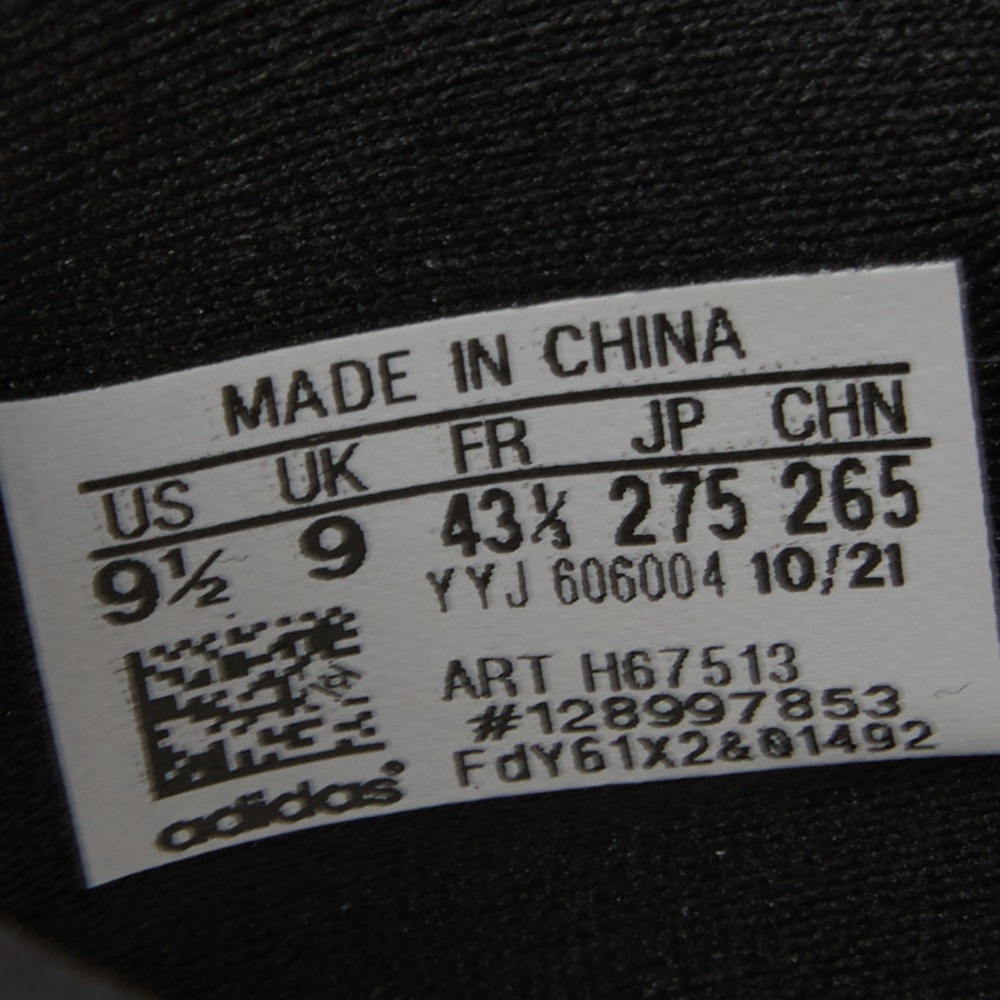 MADE IN CHINA
US UK FR JP CHN
9½ 9 43⅓ 275 265
YYJ 606004 10/21
ART H67513
#128997853
FdY61X2&01492
adidas®